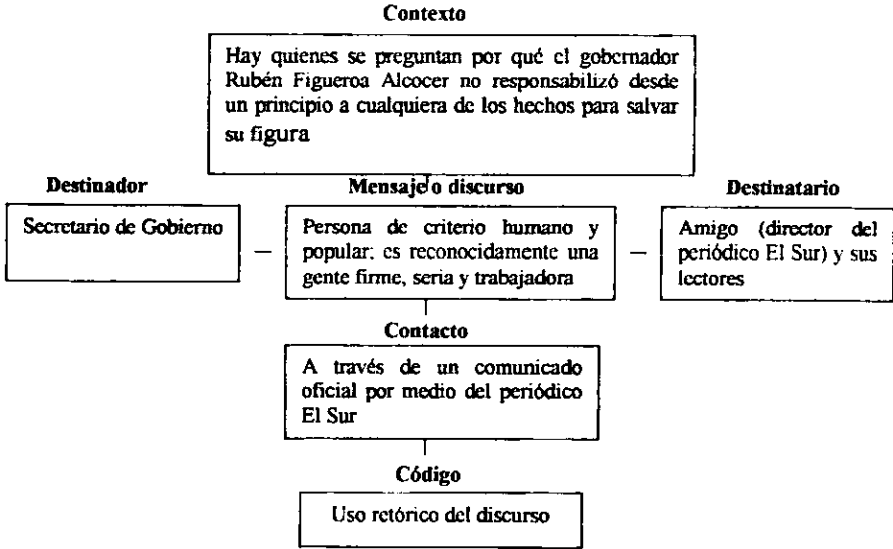 Contexto
Hay quienes se preguntan por qué el gobernador
Rubén Figueroa Alcocer no responsabilizó desde
un principio a cualquiera de los hechos para salvar
su figura
Destinador
Mensaje o discurso
Destinatario
Secretario de Gobierno
Persona de criterio humano y
popular; es reconocidamente una
gente firme, seria y trabajadora
Amigo (director del
periódico El Sur) y sus
lectores
Contacto
A través de un comunicado
oficial por medio del periódico
El Sur
Código
Uso retórico del discurso